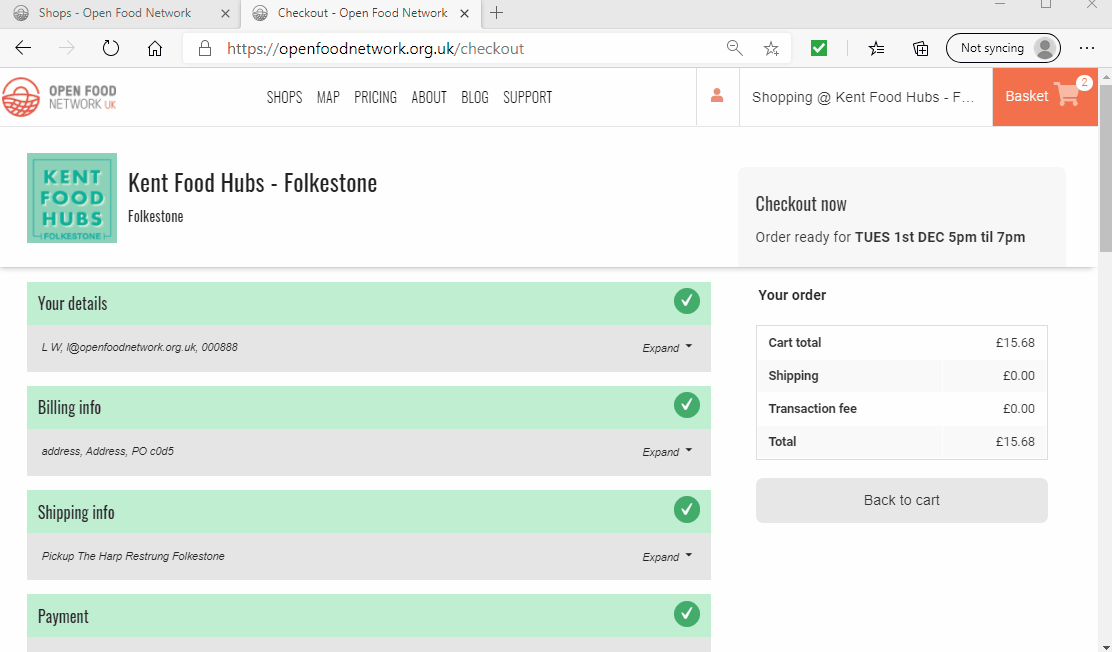 Shops - Open Food Network
Checkout - Open Food Network
https://openfoodnetwork.org.uk/checkout
Not syncing
OPEN FOOD
NETWORK UK
SHOPS MAP PRICING ABOUT BLOG SUPPORT
Shopping @ Kent Food Hubs - F...
Basket
2
KENT
FOOD
HUBS
FOLKESTONE
Kent Food Hubs - Folkestone
Folkestone
Checkout now
Order ready for TUES 1st DEC 5pm til 7pm
Your details
L W, l@openfoodnetwork.org.uk, 000888
Expand
Billing info
address, Address, PO c0d5
Expand
Shipping info
Pickup The Harp Restrung Folkestone
Expand
Payment
Your order
Cart total £15.68
Shipping £0.00
Transaction fee £0.00
Total £15.68
Back to cart